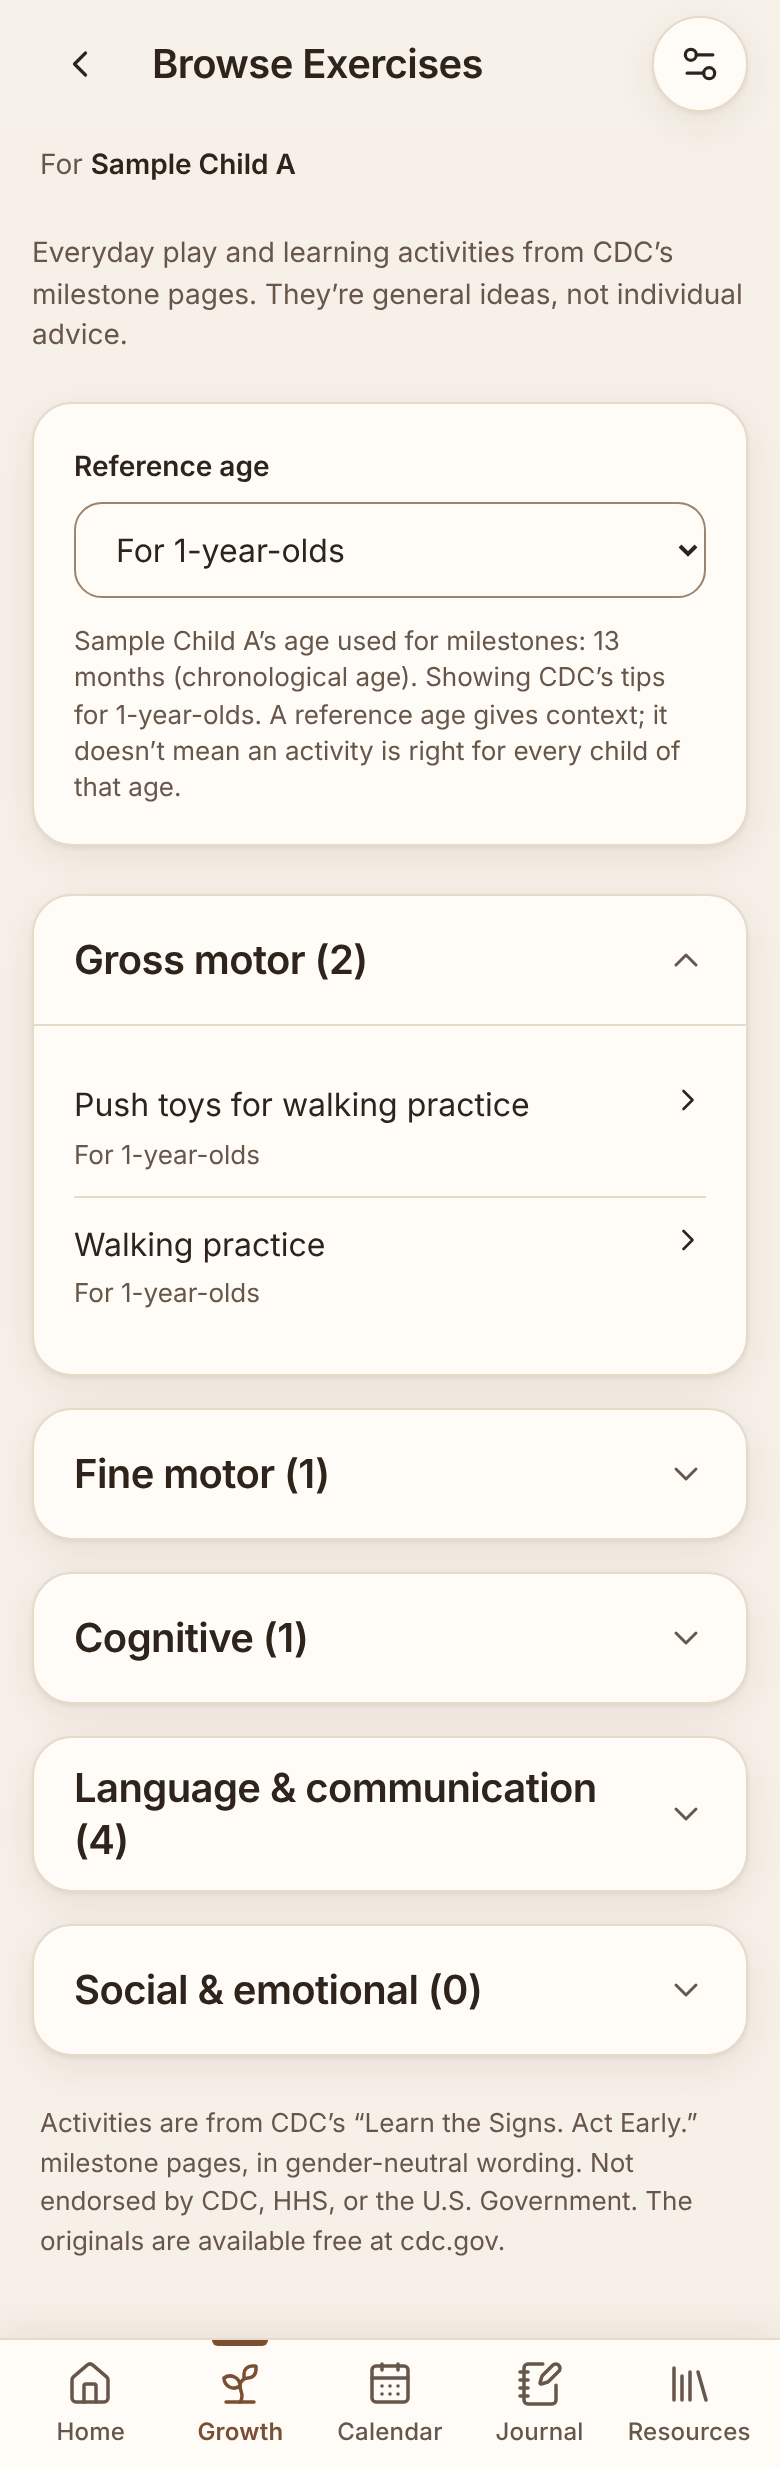 Browse Exercises
For Sample Child A
Everyday play and learning activities from CDC’s
milestone pages. They’re general ideas, not individual
advice.
Reference age
For 1-year-olds
Sample Child A’s age used for milestones: 13
months (chronological age). Showing CDC’s tips
for 1-year-olds. A reference age gives context; it
doesn’t mean an activity is right for every child of
that age.
Gross motor (2)
Push toys for walking practice
For 1-year-olds
Walking practice
For 1-year-olds
Fine motor (1)
Cognitive (1)
Language & communication
(4)
Social & emotional (0)
Activities are from CDC’s “Learn the Signs. Act Early.”
milestone pages, in gender-neutral wording. Not
endorsed by CDC, HHS, or the U.S. Government. The
originals are available free at cdc.gov.
Home
Growth
Calendar
Journal
Resources